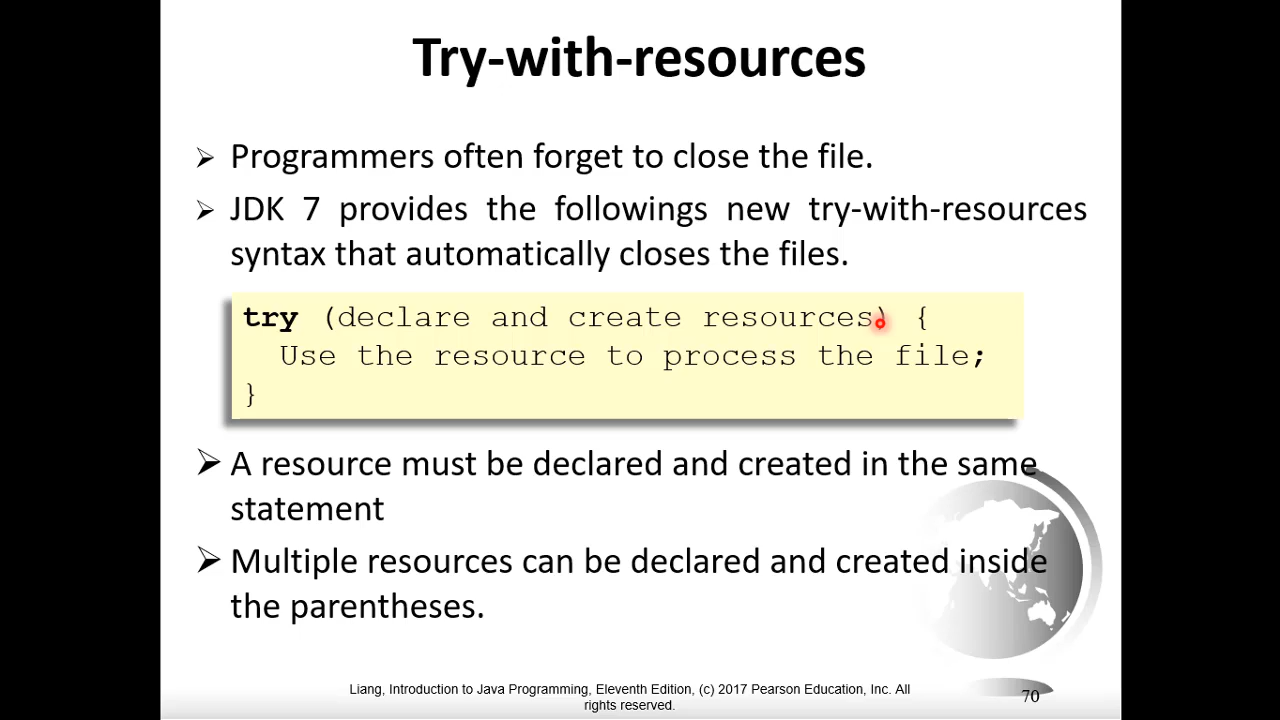 Try-with-resources
Programmers often forget to close the file.
JDK 7 provides the followings new try-with-resources
syntax that automatically closes the files.
try (declare and create resources) {
Use the resource to process the file;
}
A resource must be declared and created in the same
statement
Multiple resources can be declared and created inside
the parentheses.
Liang, Introduction to Java Programming, Eleventh Edition, (c) 2017 Pearson Education, Inc. All
rights reserved.
70